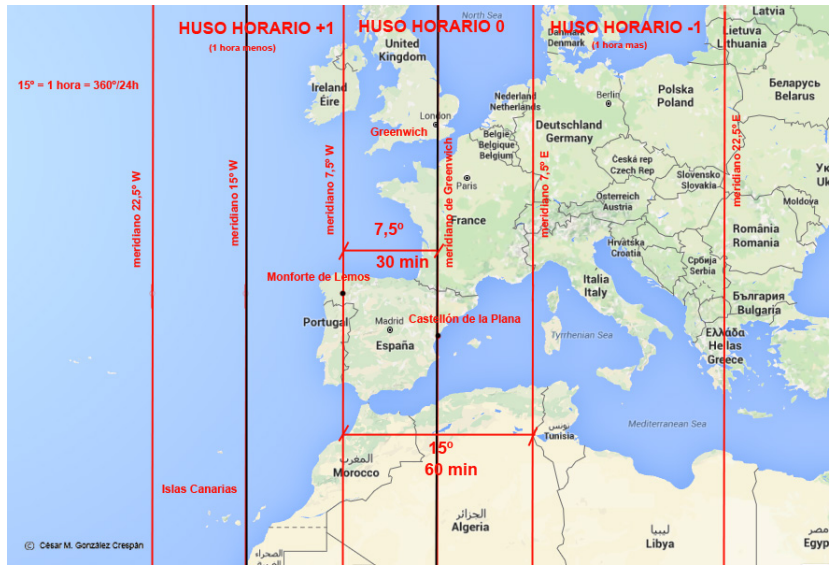 HUSO HORARIO +1
(1 hora menos)
HUSO HORARIO 0
HUSO HORARIO -1
(1 hora mas)
15º = 1 hora = 360º/24h
North Sea
United
Kingdom
Ireland
Éire
London
Greenwich
Danmark
Denmark
Latvia
Lietuva
Lithuania
Nederland
Netherlands
Berlin
Polska
Poland
Беларусь
Belarus
België
Belgique
Belgium
Deutschland
Germany
Paris
Česká rep
Czech Rep
Slovensko
Slovakia
Österreich
Austria
Moldova
France
România
Romania
Hrvatska
Croatia
Србија
Serbia
Italia
Italy
България
Bulgaria
meridiano 22,5º W
meridiano 15º W
meridiano 7,5º W
meridiano de Greenwich
meridiano 7,5º E
meridiano 22,5º E
7,5º
30 min
Monforte de Lemos
Portugal
Madrid
España
Castellón de la Plana
Tyrrhenian Sea
Ελλάδα
Hellas
Greece
Mediterranean Sea
15º
60 min
تونس
Tunisia
المغرب
Morocco
Islas Canarias
الجزائر
Algeria
ليبيا
Libya
مصر
Egyp
الصحراء
© César M. González Crespán